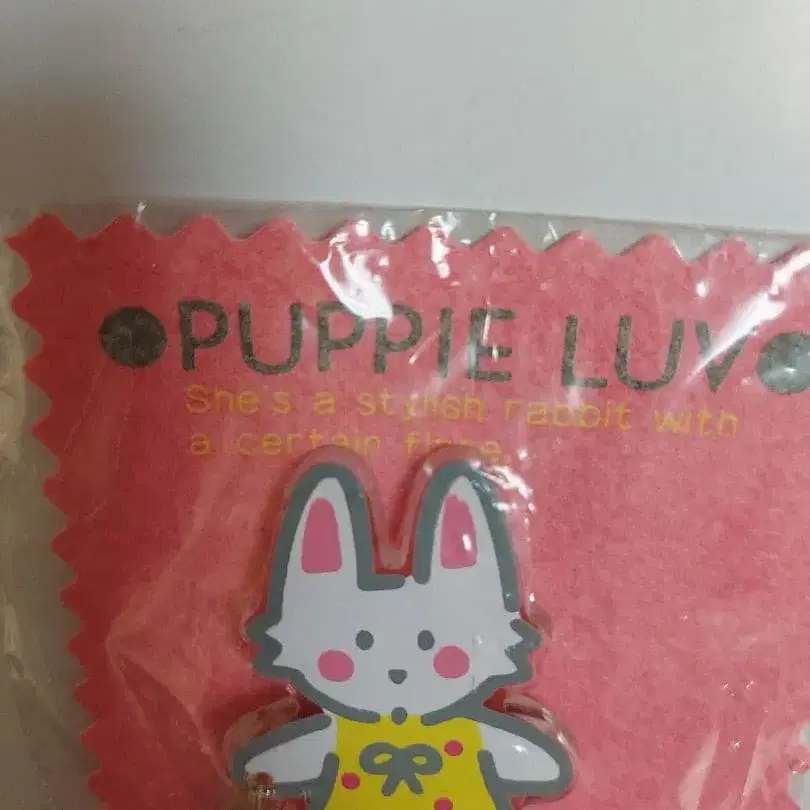 ●PUPPIE LUV●
She's a stylish rabbit with
a certain